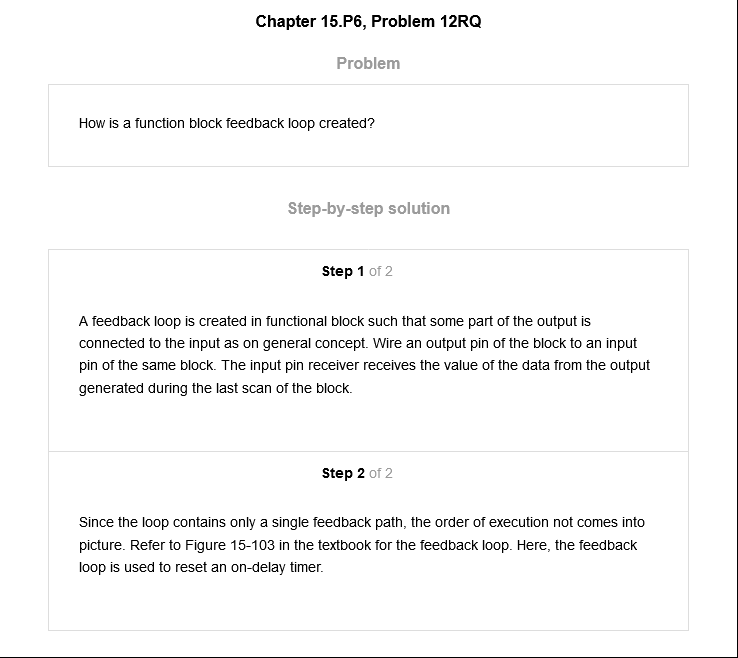 Chapter 15.P6, Problem 12RQ
Problem
How is a function block feedback loop created?
Step-by-step solution
Step 1 of 2
A feedback loop is created in functional block such that some part of the output is
connected to the input as on general concept. Wire an output pin of the block to an input
pin of the same block. The input pin receiver receives the value of the data from the output
generated during the last scan of the block.
Step 2 of 2
Since the loop contains only a single feedback path, the order of execution not comes into
picture. Refer to Figure 15-103 in the textbook for the feedback loop. Here, the feedback
loop is used to reset an on-delay timer.